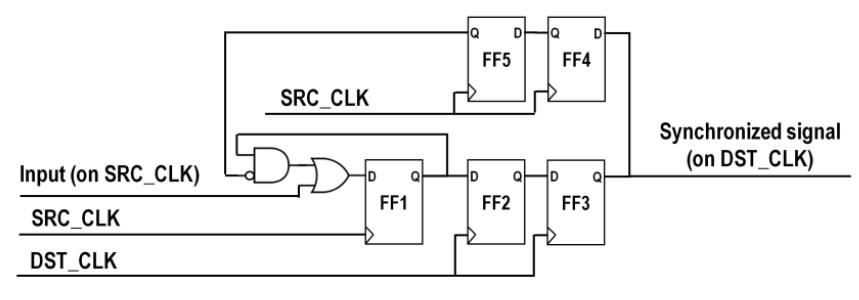 Q D Q D
FF5 FF4
SRC_CLK
Synchronized signal
(on DST_CLK)
Input (on SRC_CLK)
D Q D Q D Q
FF1 FF2 FF3
SRC_CLK
DST_CLK